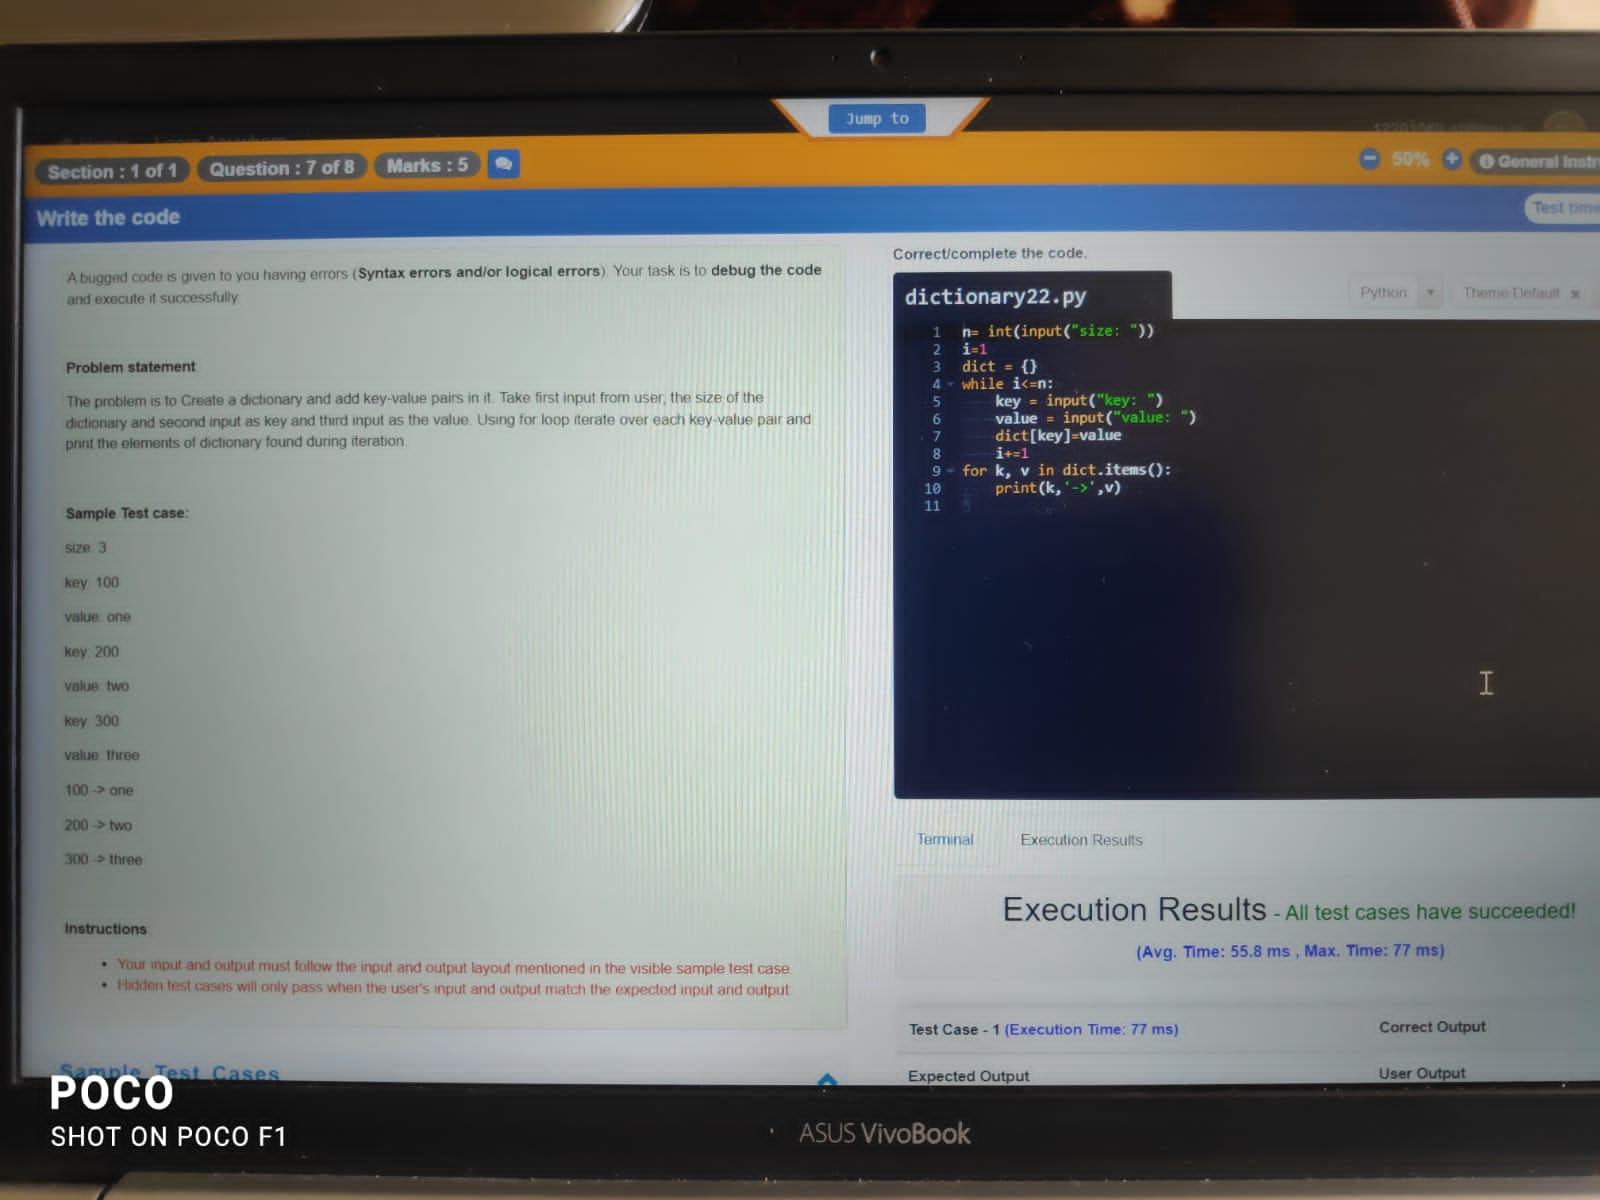 Jump to
Section : 1 of 1 Question : 7 of 8 Marks : 5
50% General Instr
Write the code
Test time
A bugged code is given to you having errors (Syntax errors and/or logical errors). Your task is to debug the code
and execute it successfully.
Problem statement:
The problem is to Create a dictionary and add key-value pairs in it. Take first input from user, the size of the
dictionary and second input as key and third input as the value. Using for loop iterate over each key-value pair and
print the elements of dictionary found during iteration.
Sample Test case:
size: 3
key: 100
value: one
key: 200
value: two
key: 300
value: three
100 -> one
200 -> two
300 -> three
Instructions:
• Your input and output must follow the input and output layout mentioned in the visible sample test case.
• Hidden test cases will only pass when the user's input and output match the expected input and output.
Sample Test Cases
Correct/complete the code.
dictionary22.py
Python
Theme Default
1 n= int(input("size: "))
2 i=1
3 dict = {}
4 while i<=n:
5 key = input("key: ")
6 value = input("value: ")
7 dict[key]=value
8 i+=1
9 for k, v in dict.items():
10 print(k,'->',v)
11
Terminal Execution Results
Execution Results - All test cases have succeeded!
(Avg. Time: 55.8 ms , Max. Time: 77 ms)
Test Case - 1 (Execution Time: 77 ms) Correct Output
Expected Output User Output
ASUS VivoBook
POCO
SHOT ON POCO F1